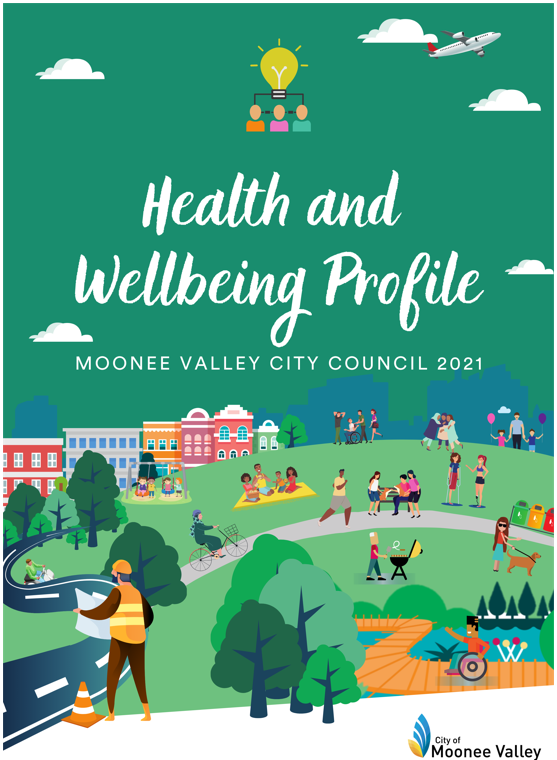 Health and
Wellbeing Profile
MOONEE VALLEY CITY COUNCIL 2021
City of
Moonee Valley